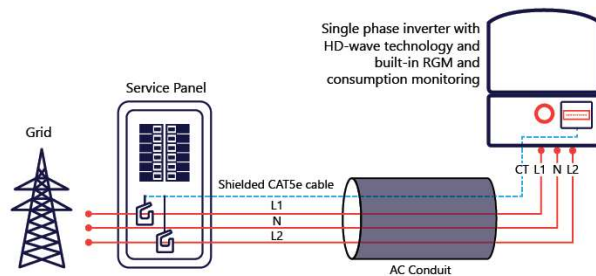 Single phase inverter with
HD-wave technology and
built-in RGM and
consumption monitoring
Service Panel
Grid
CT L1 N L2
Shielded CAT5e cable
L1
N
L2
AC Conduit